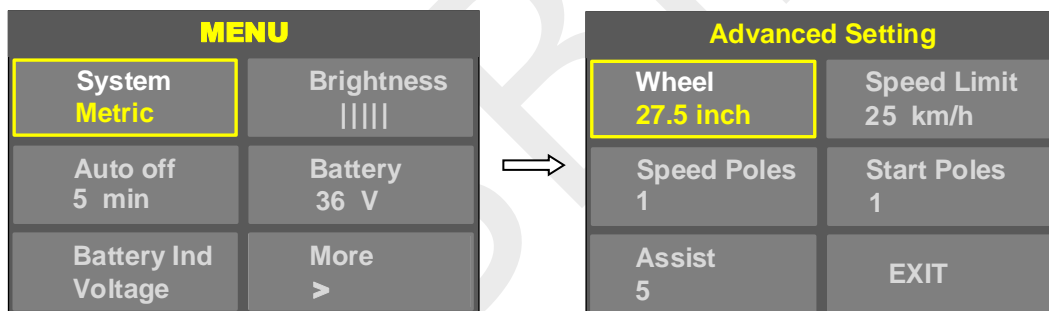 MENU
System
Metric
Brightness
|||||
Auto off
5 min
Battery
36 V
Battery Ind
Voltage
More
>
Advanced Setting
Wheel
27.5 inch
Speed Limit
25 km/h
Speed Poles
1
Start Poles
1
Assist
5
EXIT